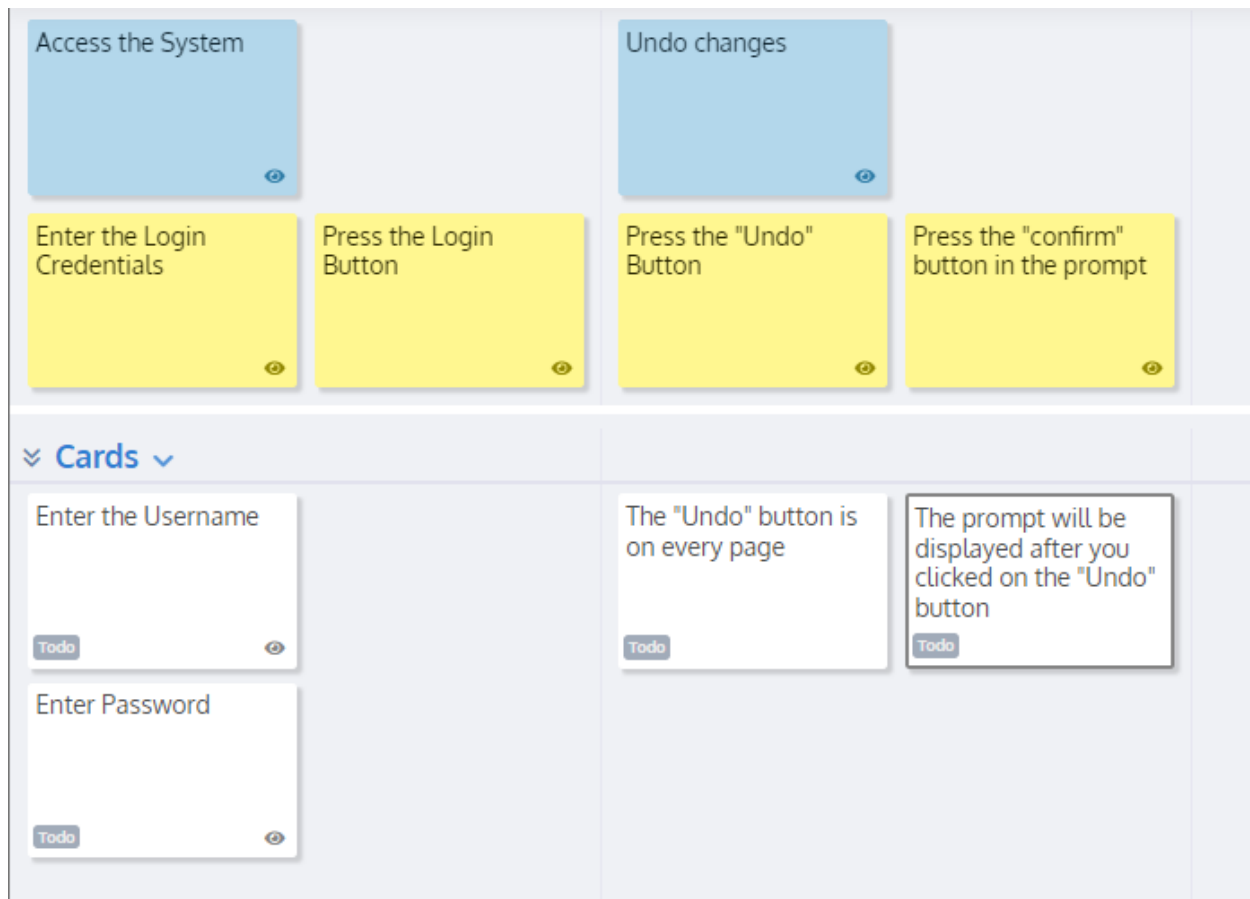 Access the System
Undo changes
Enter the Login
Credentials
Press the Login
Button
Press the "Undo"
Button
Press the "confirm"
button in the prompt
Cards
Enter the Username
Todo
The "Undo" button is
on every page
Todo
The prompt will be
displayed after you
clicked on the "Undo"
button
Todo
Enter Password
Todo